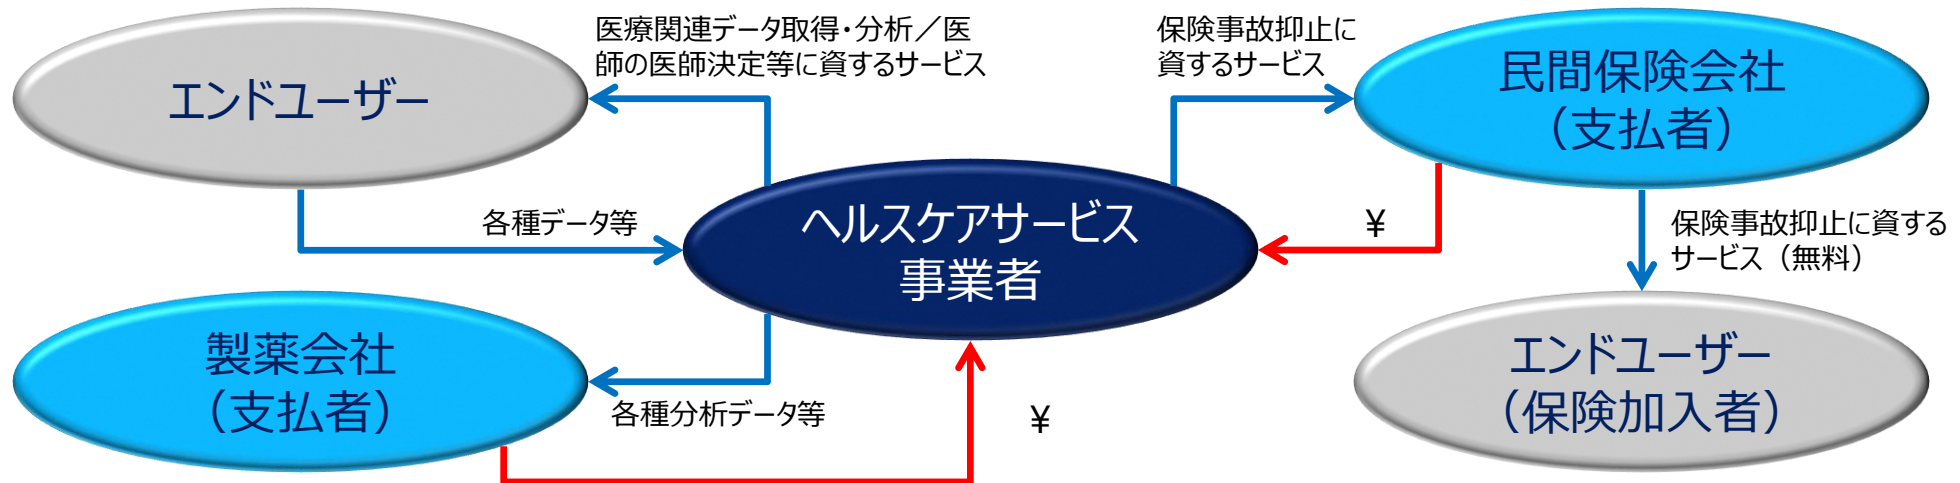 医療関連データ取得・分析／医
師の医師決定等に資するサービス
保険事故抑止に
資するサービス
エンドユーザー
民間保険会社
（支払者）
各種データ等
ヘルスケアサービス
事業者
¥
保険事故抑止に資する
サービス（無料）
製薬会社
（支払者）
各種分析データ等
¥
エンドユーザー
（保険加入者）